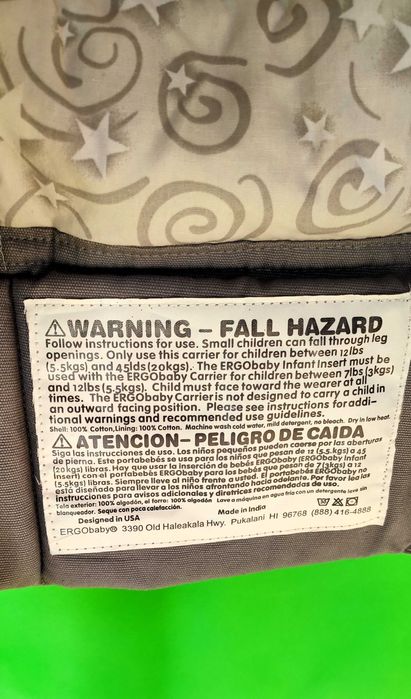 ⚠WARNING – FALL HAZARD
Follow instructions for use. Small children can fall through leg
openings. Only use this carrier for children between 12lbs
(5.5kgs) and 45lds(20kgs). The ERGObaby Infant Insert must be
used with the ERGObaby Carrier for children between 7lbs(3kgs)
and 12lbs(5.5kgs). Child must face toward the wearer at all
times. The ERGObaby Carrier is not designed to carry a child in
an outward facing position. Please see instructions for addi-
tional warnings and recommended use guidelines.
Shell: 100% Cotton,Lining: 100% Cotton. Machine wash cold water, mild detergent, no bleach. Dry in low heat.
⚠ATENCION–PELIGRO DE CAIDA
Siga las instrucciones de uso. Los niños pequeños pueden caerse por las aberturas
de pierna. Este portabebés se usa para los niños que pesan de 12 (5.5kgs) a 45
(20kgs) libras. Hay que usar la inserción de bebés ERGObaby (ERGObaby Infant
Insert) con el portabebés ERGObaby para los bebés que pesan de 7(3kgs) a 12
(5.5kgs) libras. Siempre lleve al niño frente a usted. El portabebé ERGObaby no
está diseñado para llevar a los niños afrontando hacia adelante. Por favor lea las
instrucciones para avisos adicionales y directrices recomendadas de uso.
Tela exterior: 100% algodón, el forro: 100% algodón Lave a máquina en agua fría con un detergente leve sin
blanqueador. Seque con poca calefacción.
Designed in USA Made in India
ERGObaby® 3390 Old Haleakala Hwy. Pukalani HI 96768 (888) 416-4888